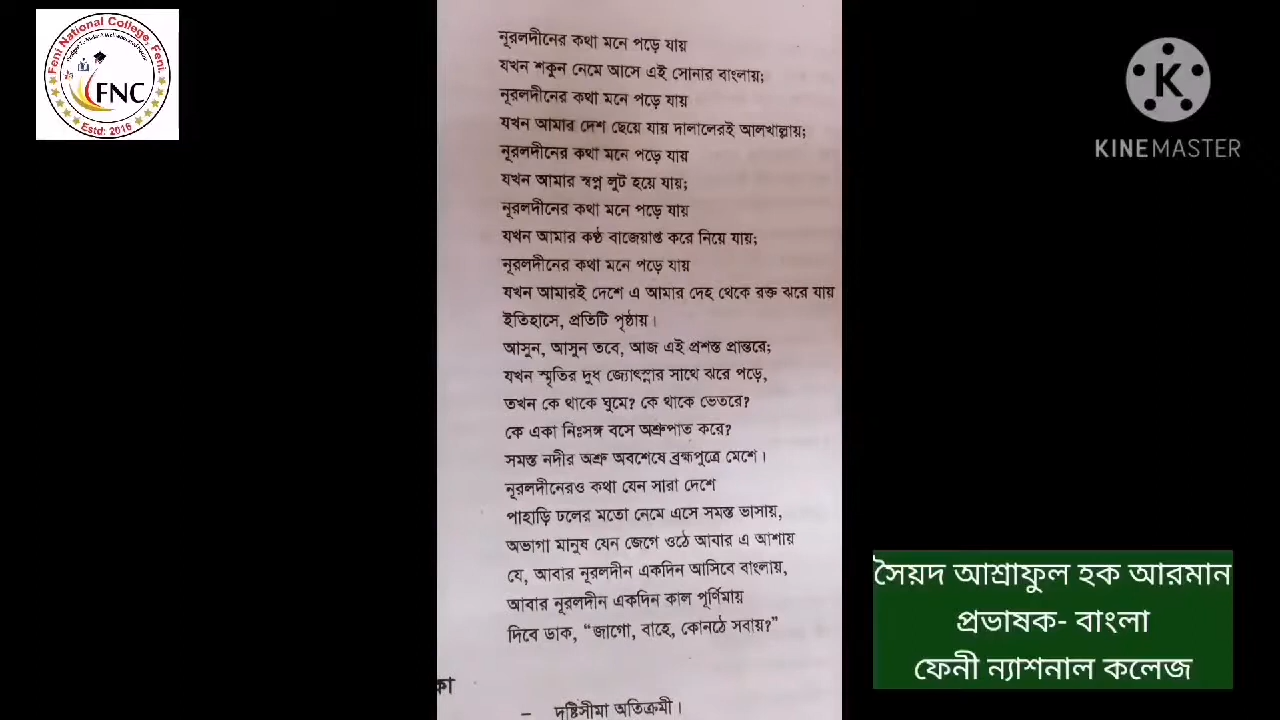 Feni National College, Feni.
FNC
Estd: 2016
KINEMASTER
নূরলদীনের কথা মনে পড়ে যায়
যখন শকুন নেমে আসে এই সোনার বাংলায়;
নূরলদীনের কথা মনে পড়ে যায়
যখন আমার দেশ ছেয়ে যায় দালালেরই আলখাল্লায়;
নূরলদীনের কথা মনে পড়ে যায়
যখন আমার স্বপ্ন লুট হয়ে যায়;
নূরলদীনের কথা মনে পড়ে যায়
যখন আমার কণ্ঠ বাজেয়াপ্ত করে নিয়ে যায়;
নূরলদীনের কথা মনে পড়ে যায়
যখন আমারই দেশে এ আমার দেহ থেকে রক্ত ঝরে যায়
ইতিহাসে, প্রতিটি পৃষ্ঠায়।
আসুন, আসুন তবে, আজ এই প্রশস্ত প্রান্তরে;
যখন স্মৃতির দুধ জ্যোৎস্নার সাথে ঝরে পড়ে,
তখন কে থাকে ঘুমে? কে থাকে ভেতরে?
কে একা নিঃসঙ্গ বসে অশ্রুপাত করে?
সমস্ত নদীর অশ্রু অবশেষে ব্রহ্মপুত্রে মেশে।
নূরলদীনেরও কথা যেন সারা দেশে
পাহাড়ি ঢলের মতো নেমে এসে সমস্ত ভাসায়,
অভাগা মানুষ যেন জেগে ওঠে আবার এ আশায়
যে, আবার নূরলদীন একদিন আসিবে বাংলায়,
আবার নূরলদীন একদিন কাল পূর্ণিমায়
দিবে ডাক, “জাগো, বাহে, কোনঠে সবায়?”
– দৃষ্টিসীমা অতিক্রমী।
সৈয়দ আশ্রাফুল হক আরমান
প্রভাষক- বাংলা
ফেনী ন্যাশনাল কলেজ